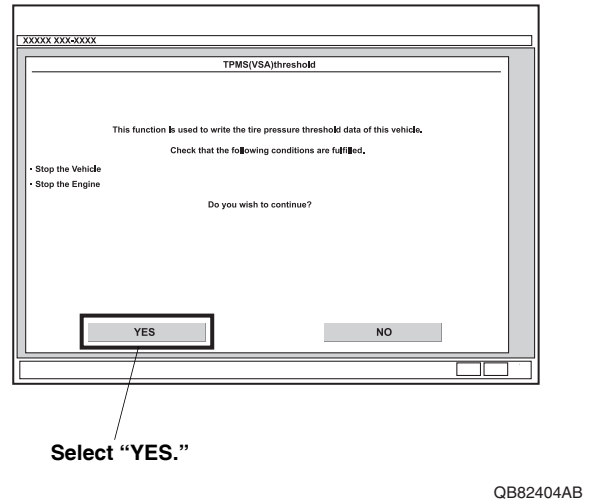 XXXXX XXX-XXXX
TPMS(VSA)threshold
This function is used to write the tire pressure threshold data of this vehicle.
Check that the following conditions are fulfilled.
• Stop the Vehicle
• Stop the Engine
Do you wish to continue?
YES
NO
Select “YES.”
QB82404AB